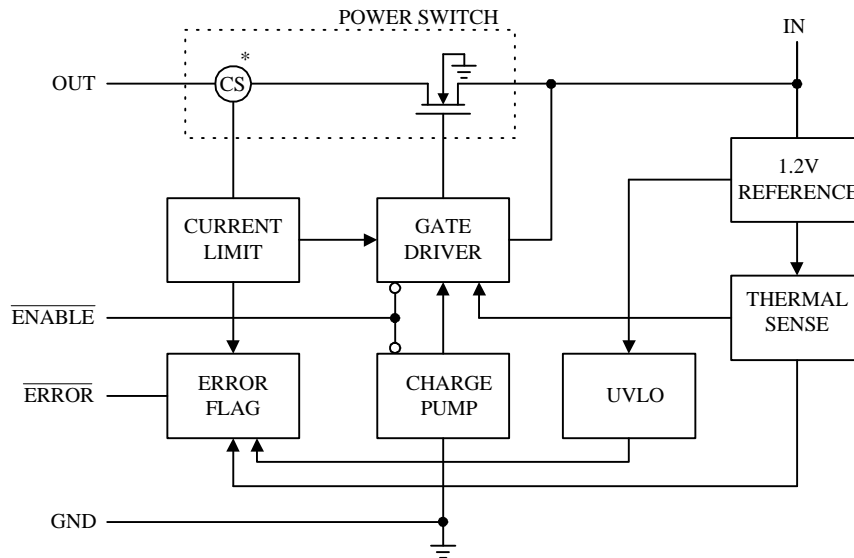 POWER SWITCH
IN
*
OUT
CS
1.2V
REFERENCE
CURRENT
LIMIT
GATE
DRIVER
THERMAL
SENSE
ENABLE
ERROR
ERROR
FLAG
CHARGE
PUMP
UVLO
GND